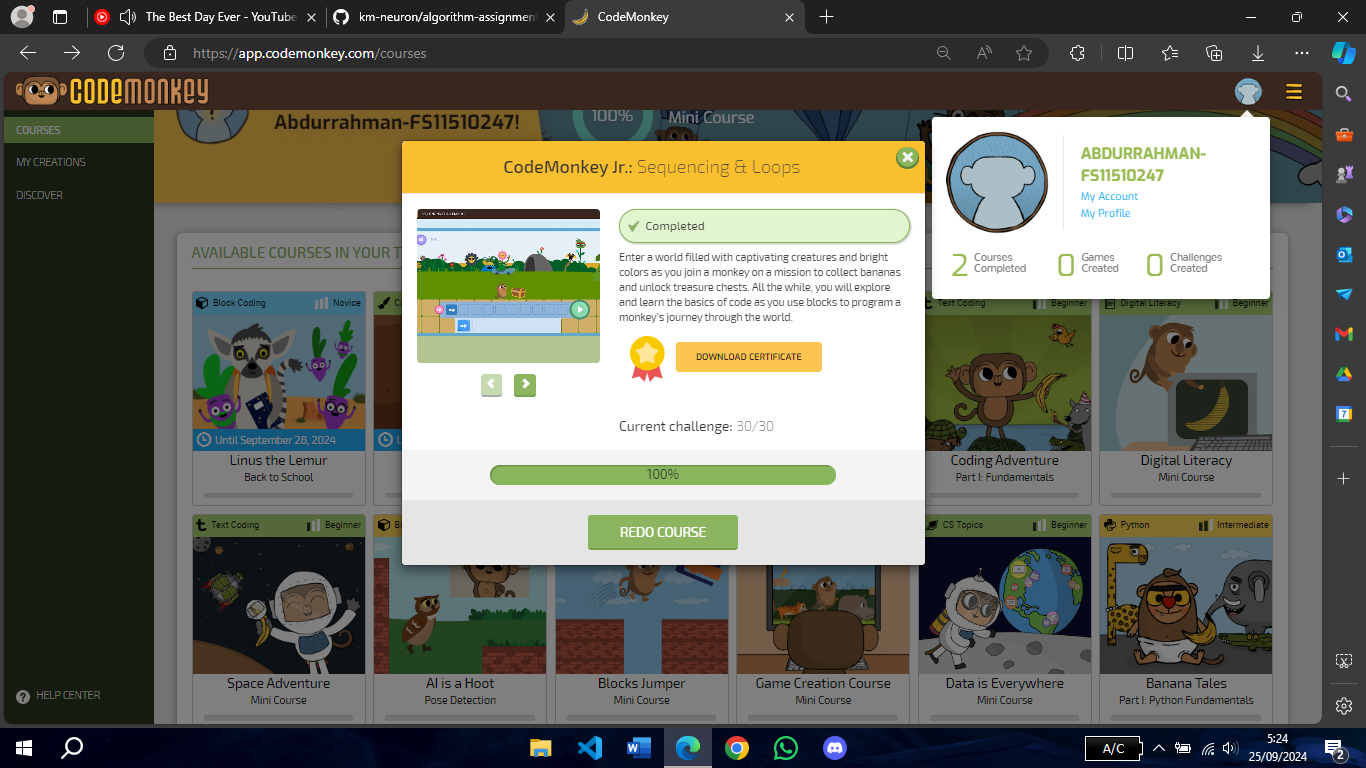 The Best Day Ever - YouTube
km-neuron/algorithm-assignment
CodeMonkey
https://app.codemonkey.com/courses
CODEMONKEY
COURSES
MY CREATIONS
DISCOVER
HELP CENTER
Abdurrahman-FS11510247!
100%
Mini Course
ABDURRAHMAN-
FS11510247
My Account
My Profile
2 Courses Completed
0 Games Created
0 Challenges Created
AVAILABLE COURSES IN YOUR
CodeMonkey Jr.: Sequencing & Loops
Completed
Enter a world filled with captivating creatures and bright
colors as you join a monkey on a mission to collect bananas
and unlock treasure chests. All the while, you will explore
and learn the basics of code as you use blocks to program a
monkey's journey through the world.
DOWNLOAD CERTIFICATE
Current challenge: 30/30
100%
REDO COURSE
Block Coding Novice
Until September 28, 2024
Linus the Lemur
Back to School
Text Coding Beginner
Coding Adventure
Part I: Fundamentals
Digital Literacy Beginner
Digital Literacy
Mini Course
Text Coding Beginner
Space Adventure
Mini Course
AI is a Hoot
Pose Detection
Blocks Jumper
Mini Course
Game Creation Course
Mini Course
CS Topics Beginner
Data is Everywhere
Mini Course
Python Intermediate
Banana Tales
Part I: Python Fundamentals
A/C
5:24
25/09/2024
2